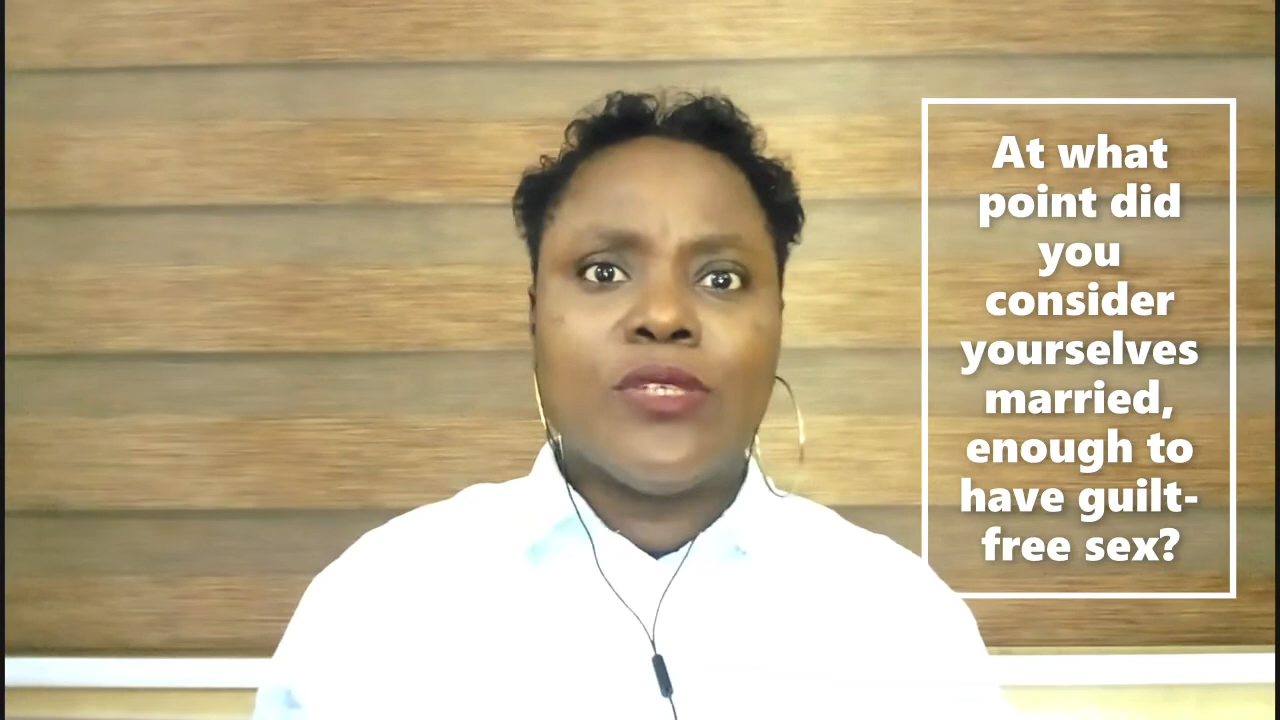 At what
point did
you
consider
yourselves
married,
enough to
have guilt-
free sex?